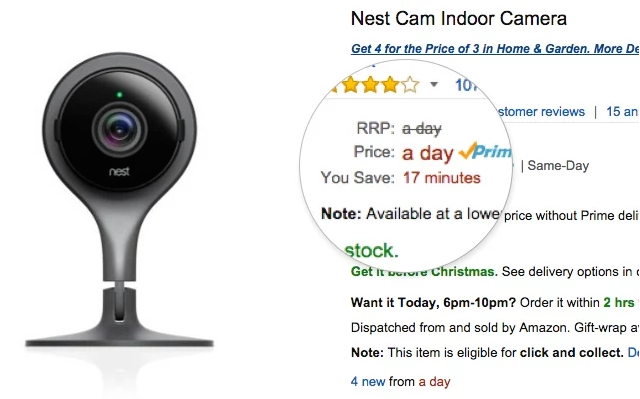 Nest Cam Indoor Camera
Get 4 for the Price of 3 in Home & Garden. More De
107
stomer reviews | 15 an
RRP: a day
Price: a day Prim
| Same-Day
You Save: 17 minutes
Note: Available at a lowe price without Prime deli
stock.
Get it before Christmas. See delivery options in c
Want it Today, 6pm-10pm? Order it within 2 hrs
Dispatched from and sold by Amazon. Gift-wrap av
Note: This item is eligible for click and collect. De
4 new from a day
nest